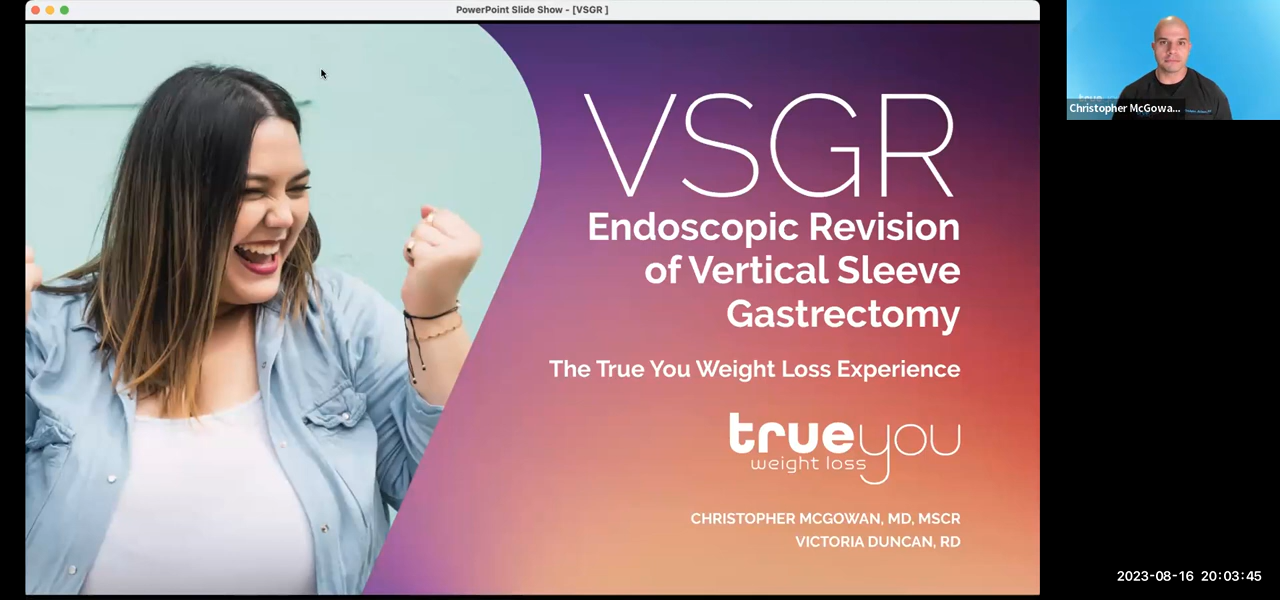 PowerPoint Slide Show - [VSGR ]
VSGR
Endoscopic Revision
of Vertical Sleeve
Gastrectomy
The True You Weight Loss Experience
trueyou
weight loss
CHRISTOPHER MCGOWAN, MD, MSCR
VICTORIA DUNCAN, RD
true
Christopher McGowa...
2023-08-16 20:03:45